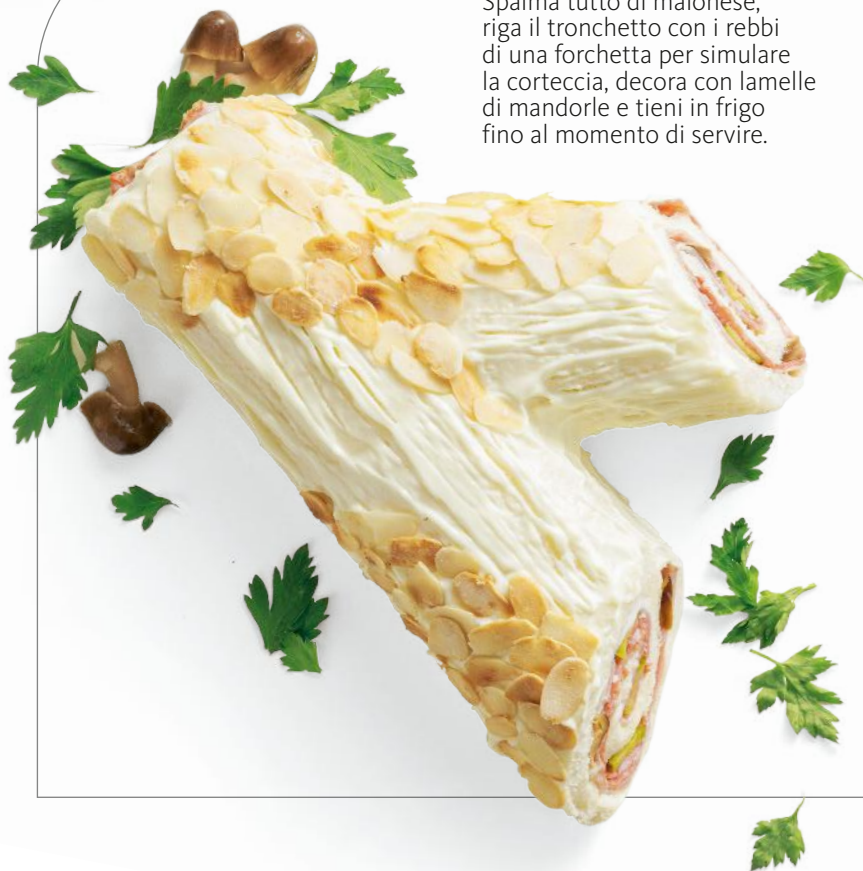 Spalma tutto di maionese,
riga il tronchetto con i rebbi
di una forchetta per simulare
la corteccia, decora con lamelle
di mandorle e tieni in frigo
fino al momento di servire.